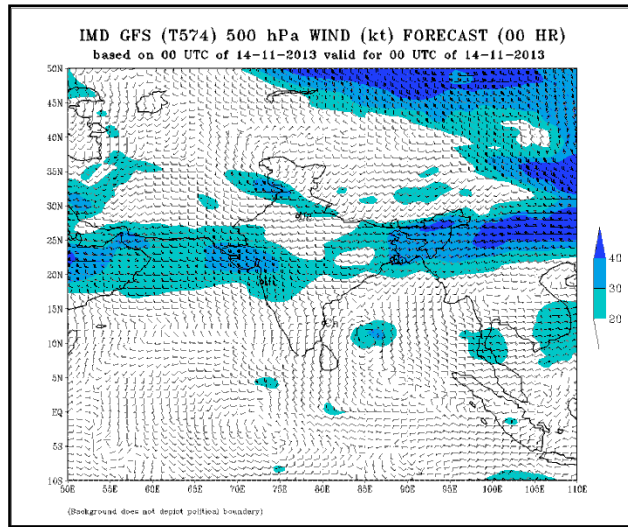 IMD GFS (T574) 500 hPa WIND (kt) FORECAST (00 HR)
based on 00 UTC of 14-11-2013 valid for 00 UTC of 14-11-2013
50N
45N
40N
35N
30N
25N
20N
15N
10N
5N
EQ
5S
10S
50E 55E 60E 65E 70E 75E 80E 85E 90E 95E 100E 105E 110E
40
30
20
(Background does not depict political boundary)